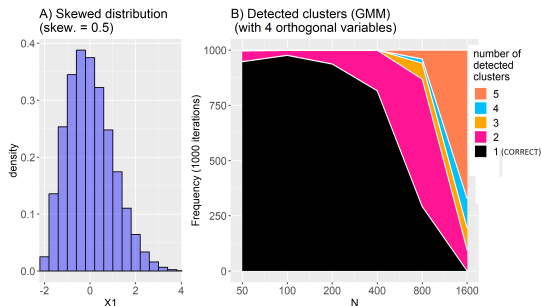 A) Skewed distribution
(skew. = 0.5)
0.4
0.3
0.2
0.1
0.0
density
-2 0 2 4
X1
B) Detected clusters (GMM)
(with 4 orthogonal variables)
1000
750
500
250
0
Frequency (1000 Iterations)
50 100 200 400 800 1600
N
number of
detected
clusters
5
4
3
2
1 (CORRECT)